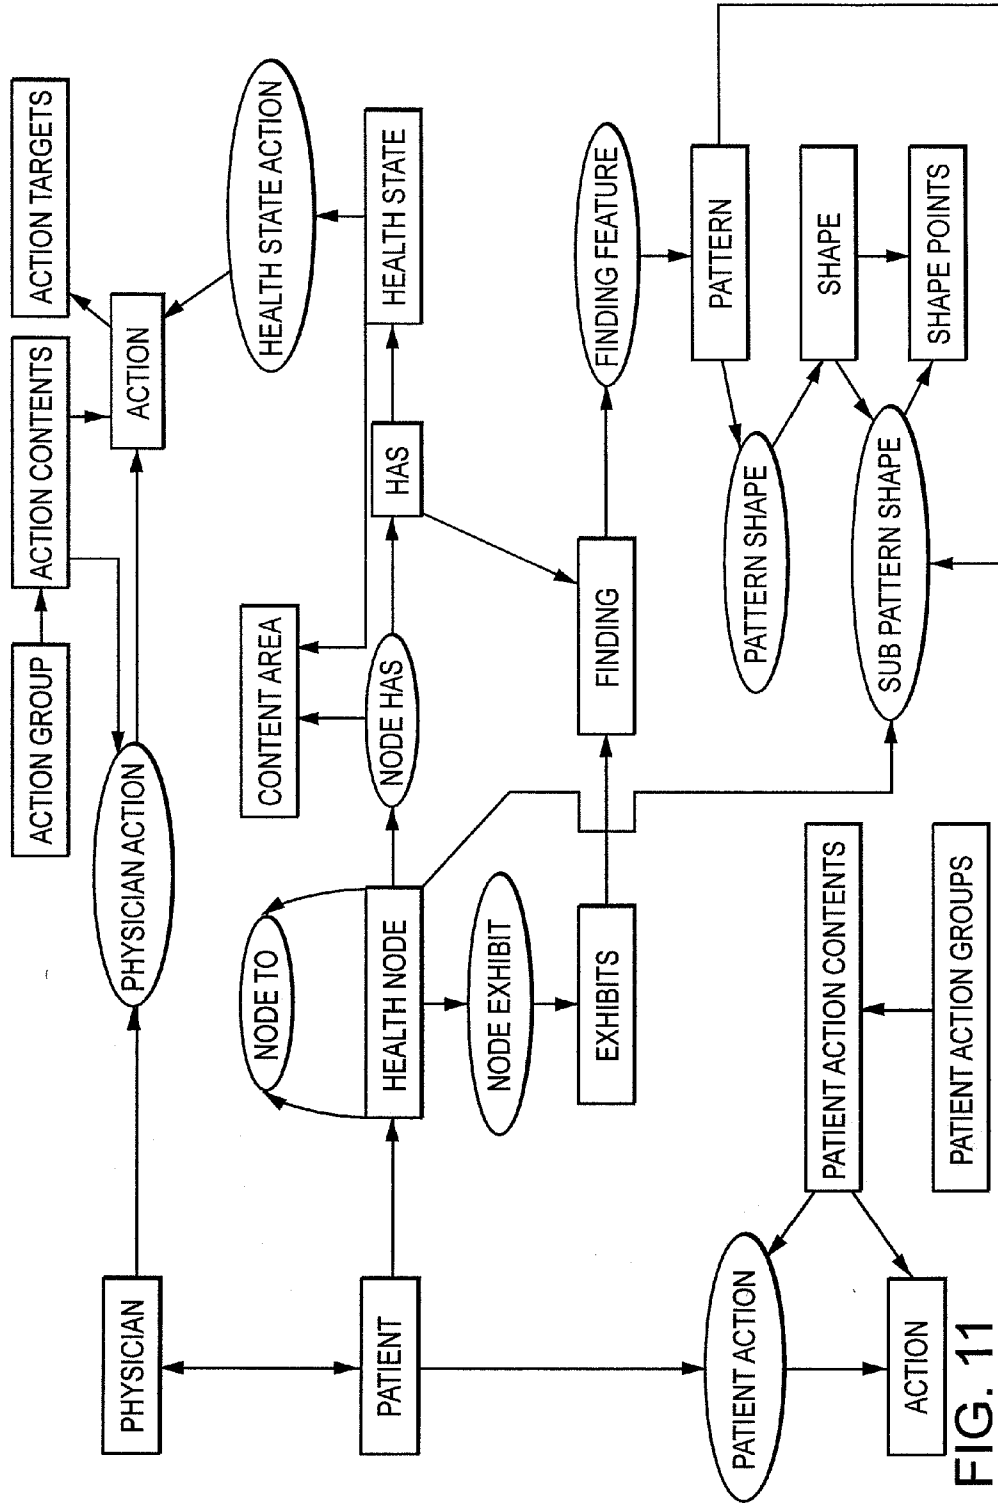 ACTION GROUP
ACTION CONTENTS
ACTION TARGETS
PHYSICIAN
PHYSICIAN ACTION
ACTION
NODE TO
CONTENT AREA
HEALTH STATE ACTION
PATIENT
HEALTH NODE
NODE HAS
HAS
HEALTH STATE
NODE EXHIBIT
EXHIBITS
FINDING
FINDING FEATURE
PATIENT ACTION
PATTERN SHAPE
PATTERN
PATIENT ACTION CONTENTS
SHAPE
ACTION
SUB PATTERN SHAPE
SHAPE POINTS
PATIENT ACTION GROUPS
FIG. 11